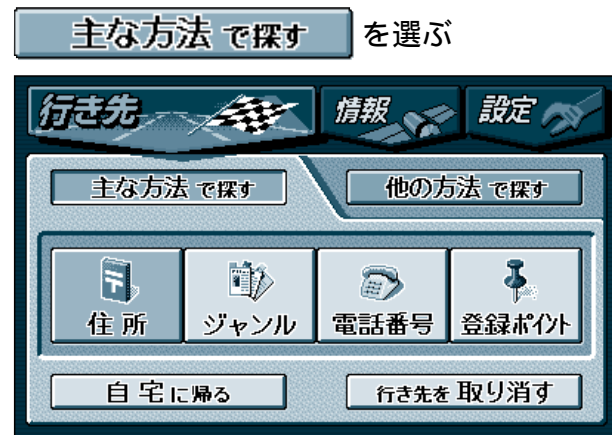 主な方法で探す を選ぶ
行き先 情報 設定
主な方法で探す 他の方法で探す
住所 ジャンル 電話番号 登録ポイント
自宅に帰る 行き先を取り消す